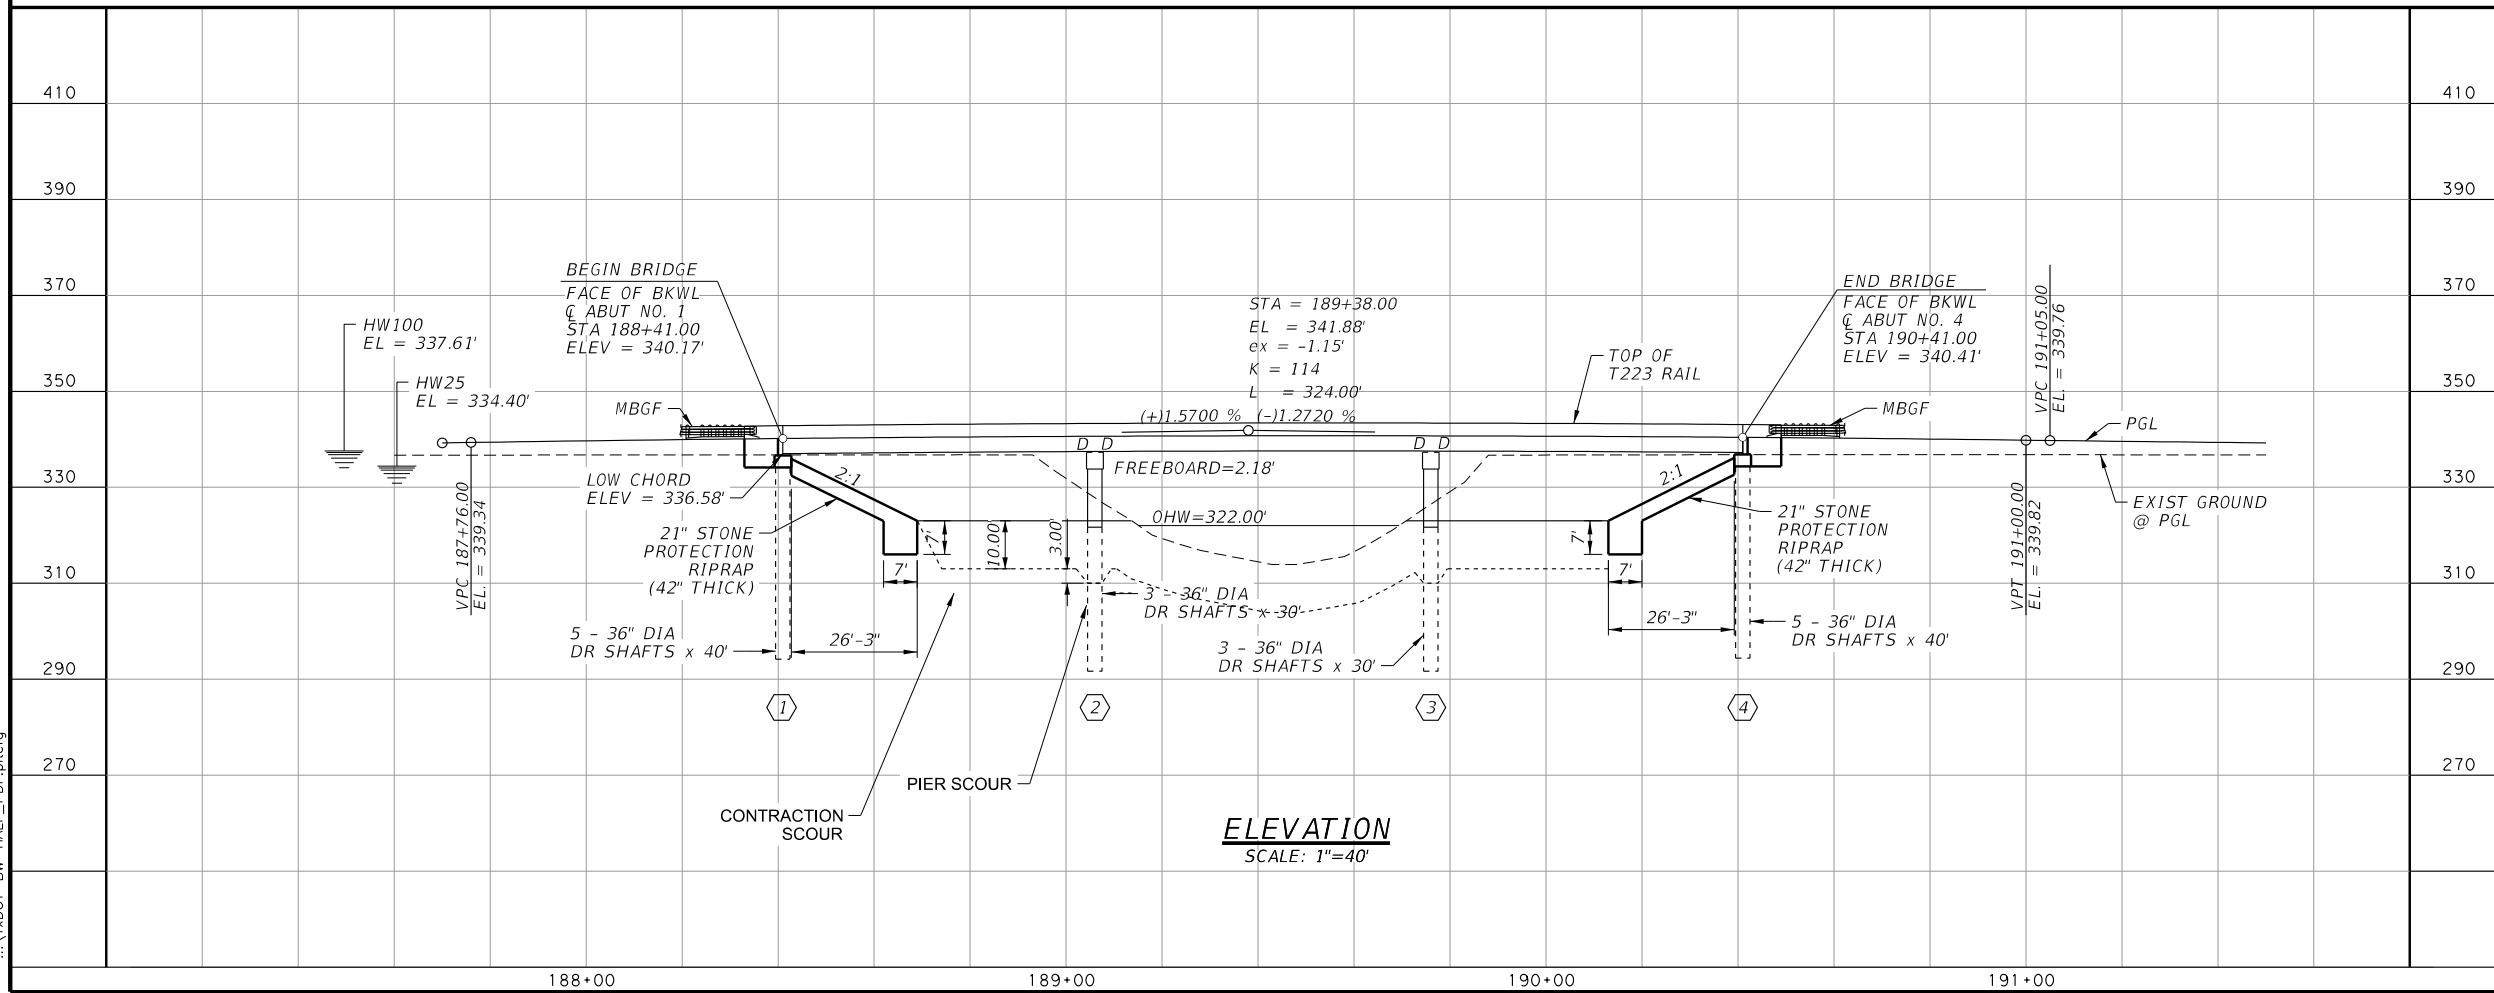 410
390
370
350
330
310
290
270
410
390
370
350
330
310
290
270
HW100
EL = 337.61'
HW25
EL = 334.40'
BEGIN BRIDGE
FACE OF BKWL
℄ ABUT NO. 1
STA 188+41.00
ELEV = 340.17'
MBGF
STA = 189+38.00
EL = 341.88'
ex = -1.15'
K = 114
L = 324.00'
(+)1.5700 % (-)1.2720 %
TOP OF
T223 RAIL
END BRIDGE
FACE OF BKWL
℄ ABUT NO. 4
STA 190+41.00
ELEV = 340.41'
VPC 191+05.00
EL. = 339.76
MBGF
PGL
D D
D D
FREEBOARD=2.18'
2:1
2:1
LOW CHORD
ELEV = 336.58'
VPC 187+76.00
EL. = 339.34
21" STONE
PROTECTION
RIPRAP
(42" THICK)
OHW=322.00'
7'
10.00'
3.00'
7'
7'
7'
21" STONE
PROTECTION
RIPRAP
(42" THICK)
EXIST GROUND
@ PGL
VPT 191+00.00
EL. = 339.82
3 - 36" DIA
DR SHAFTS x 30'
5 - 36" DIA
DR SHAFTS x 40'
26'-3"
3 - 36" DIA
DR SHAFTS x 30'
26'-3"
5 - 36" DIA
DR SHAFTS x 40'
1
2
3
4
PIER SCOUR
CONTRACTION
SCOUR
ELEVATION
SCALE: 1"=40'
188+00
189+00
190+00
191+00